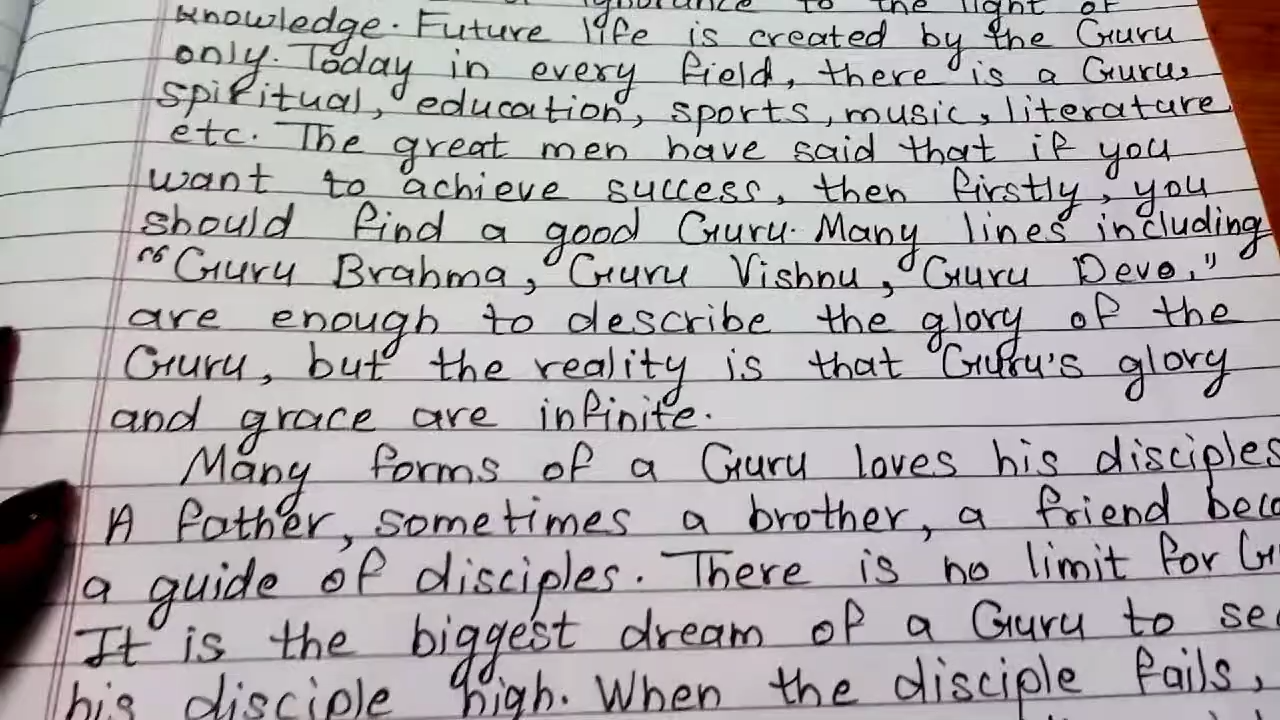 ignorance to the light of
knowledge. Future life is created by the Guru
only. Today in every field, there is a Guru,
spiritual, education, sports, music, literature
etc. The great men have said that if you
want to achieve success, then firstly, you
should find a good Guru. Many lines including
"Guru Brahma, Guru Vishnu, Guru Devo,"
are enough to describe the glory of the
Guru, but the reality is that Guru's glory
and grace are infinite.
Many forms of a Guru loves his disciples
A father, sometimes a brother, a friend
a guide of disciples. There is no limit for
It is the biggest dream of a Guru to
his disciple high. When the disciple fails,